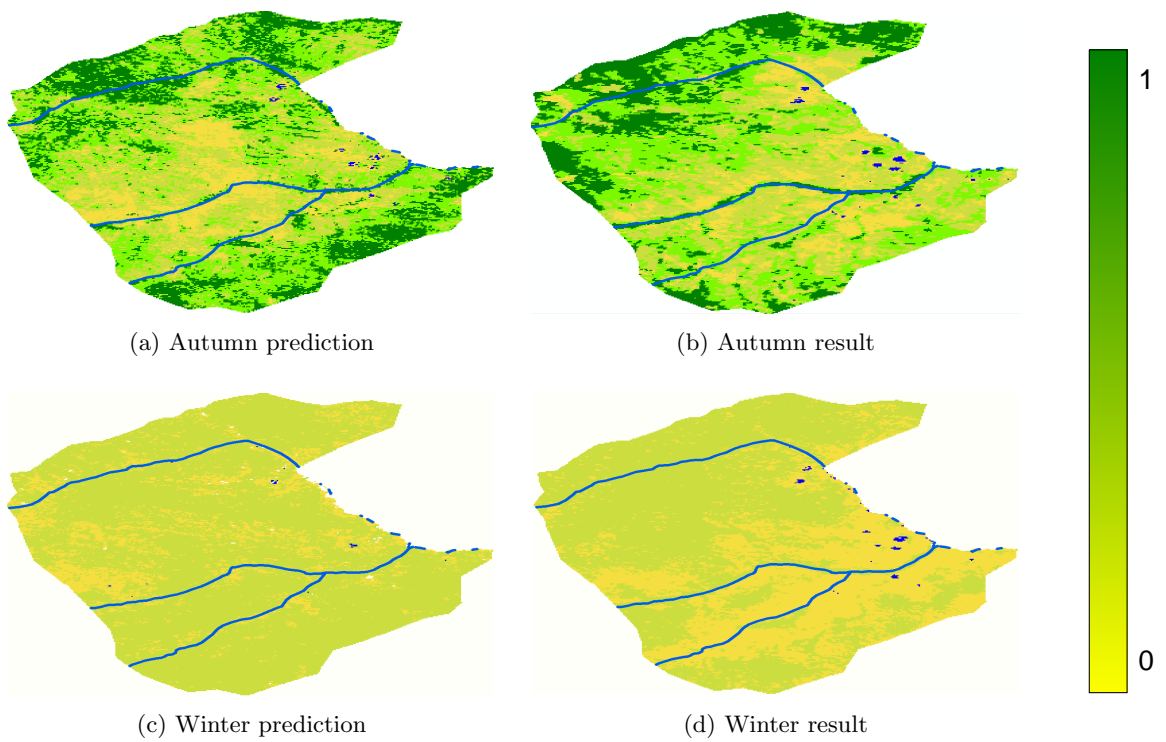 1
(a) Autumn prediction
(b) Autumn result
0
(c) Winter prediction
(d) Winter result